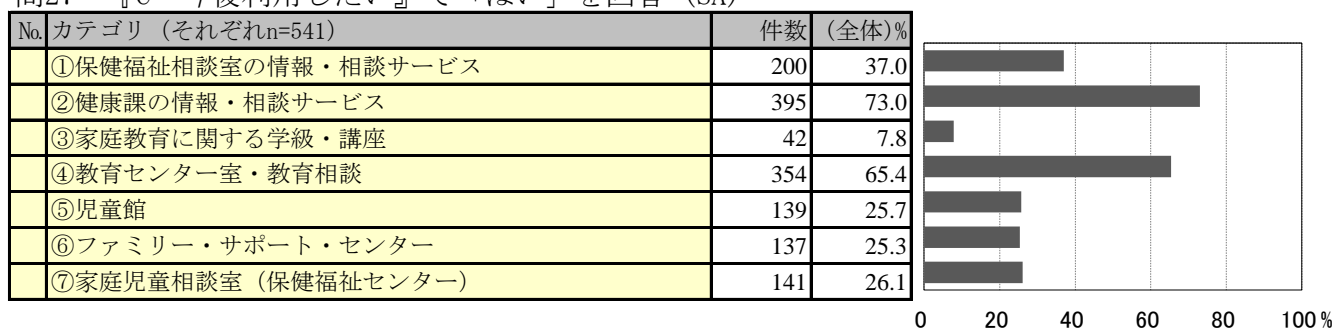 No. カテゴリ (それぞれn=541) 件数 (全体)%
①保健福祉相談室の情報・相談サービス 200 37.0
②健康課の情報・相談サービス 395 73.0
③家庭教育に関する学級・講座 42 7.8
④教育センター室・教育相談 354 65.4
⑤児童館 139 25.7
⑥ファミリー・サポート・センター 137 25.3
⑦家庭児童相談室（保健福祉センター） 141 26.1
0 20 40 60 80 100%